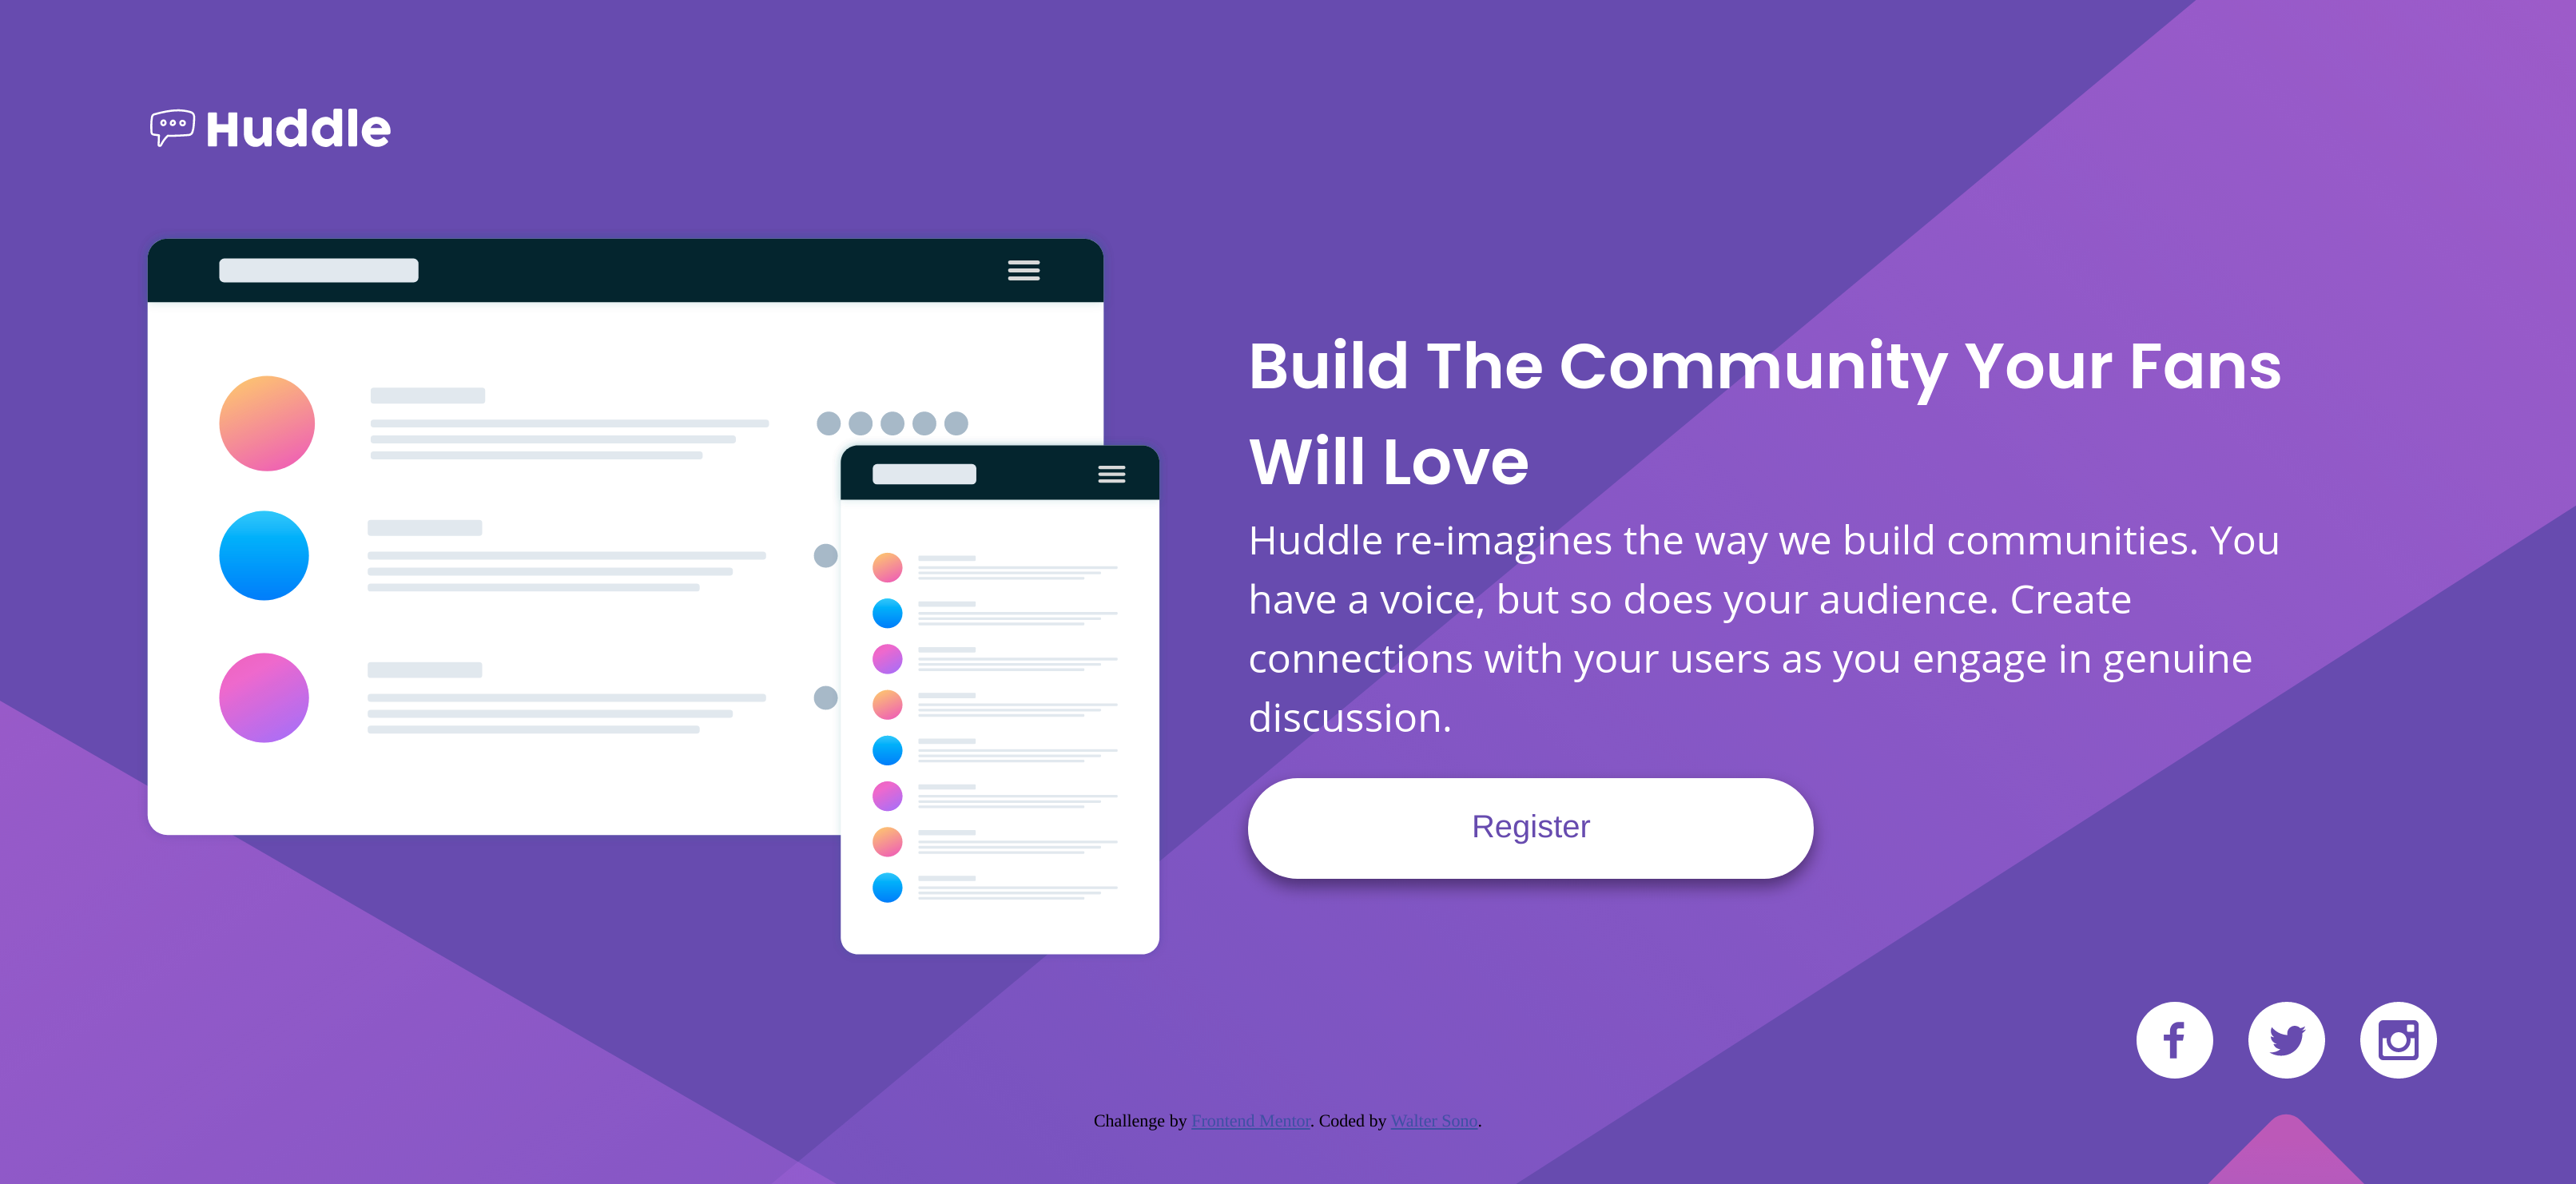 Huddle
Build The Community Your Fans
Will Love
Huddle re-imagines the way we build communities. You
have a voice, but so does your audience. Create
connections with your users as you engage in genuine
discussion.
Register
Challenge by Frontend Mentor. Coded by Walter Sono.